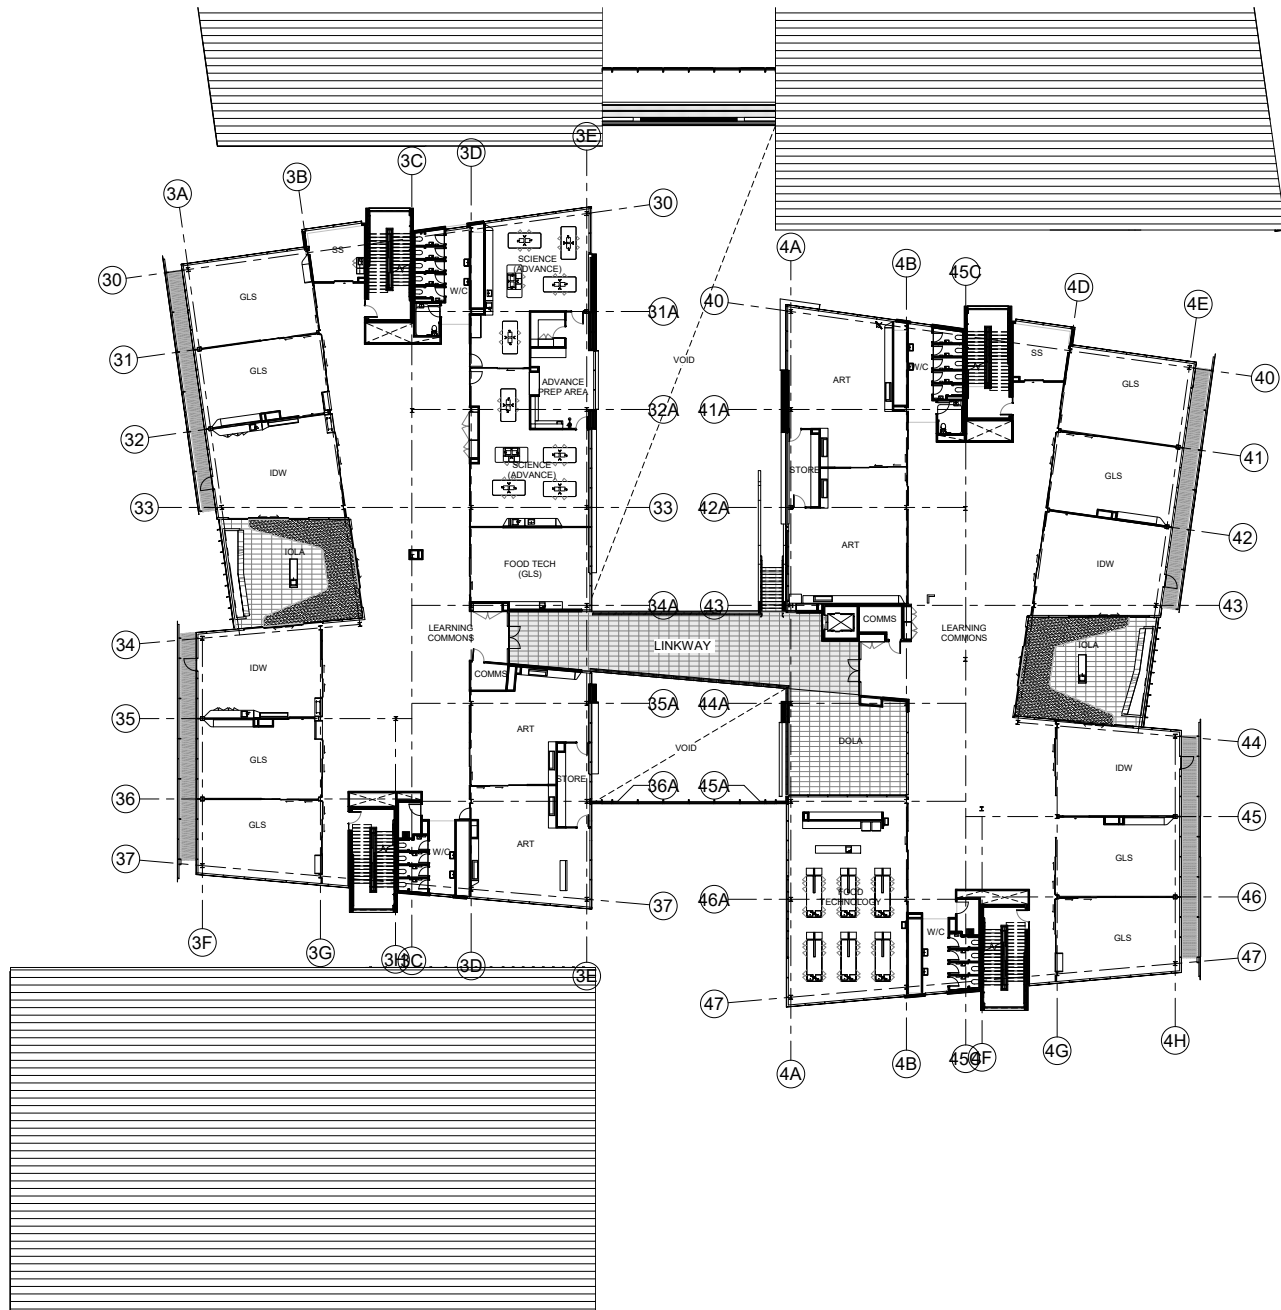 3E
3D
3C
3B
3A
30
SS
SCIENCE
(ADVANCE)
4A
4B
45C
4D
4E
30
GLS
W/C
31A
40
31
GLS
VOID
ADVANCE
PREP AREA
ART
W/C
SS
GLS
40
32
32A
41A
IDW
SCIENCE
(ADVANCE)
STORE
GLS
41
33
33
42A
42
IOLA
FOOD TECH
(GLS)
ART
IDW
34A
43
43
34
LEARNING
COMMONS
LINKWAY
COMMS
LEARNING
COMMONS
IOLA
IDW
COMMS
35
35A
44A
ART
VOID
DOLA
44
GLS
IDW
STORE
36
36A
45A
45
GLS
W/C
ART
37
37
46A
FOOD
TECHNOLOGY
GLS
46
W/C
GLS
3F
3G
3H
3C
3D
3E
47
47
4A
4B
45C
4F
4G
4H